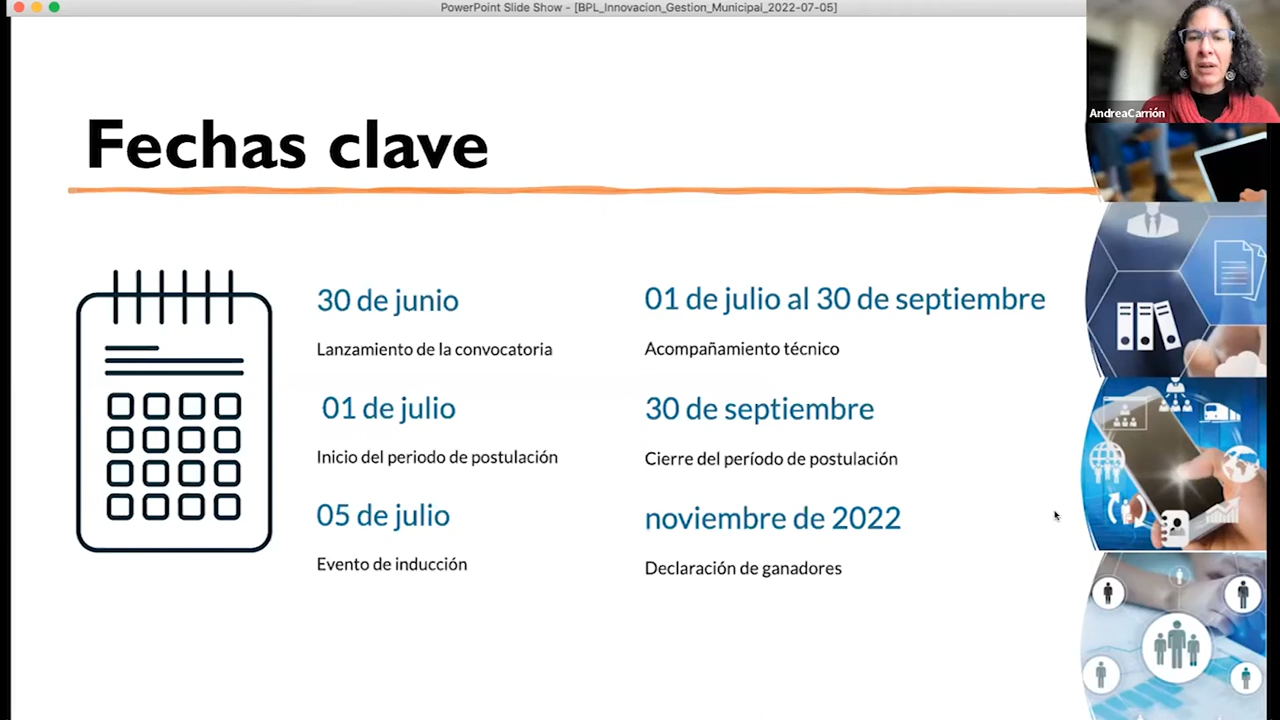 PowerPoint Slide Show - [BPL_Innovacion_Gestion_Municipal_2022-07-05]
AndreaCarrión
Fechas clave
30 de junio
Lanzamiento de la convocatoria
01 de julio
Inicio del periodo de postulación
05 de julio
Evento de inducción
01 de julio al 30 de septiembre
Acompañamiento técnico
30 de septiembre
Cierre del período de postulación
noviembre de 2022
Declaración de ganadores